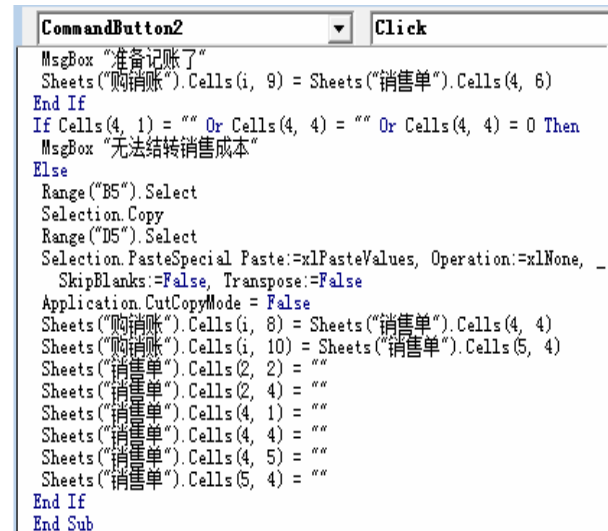 CommandButton2 Click
MsgBox "准备记账了"
Sheets("购销账").Cells(i, 9) = Sheets("销售单").Cells(4, 6)
End If
If Cells(4, 1) = "" Or Cells(4, 4) = "" Or Cells(4, 4) = 0 Then
MsgBox "无法结转销售成本"
Else
Range("B5").Select
Selection.Copy
Range("D5").Select
Selection.PasteSpecial Paste:=xlPasteValues, Operation:=xlNone, _
SkipBlanks:=False, Transpose:=False
Application.CutCopyMode = False
Sheets("购销账").Cells(i, 8) = Sheets("销售单").Cells(4, 4)
Sheets("购销账").Cells(i, 10) = Sheets("销售单").Cells(5, 4)
Sheets("销售单").Cells(2, 2) = ""
Sheets("销售单").Cells(2, 4) = ""
Sheets("销售单").Cells(4, 1) = ""
Sheets("销售单").Cells(4, 4) = ""
Sheets("销售单").Cells(4, 5) = ""
Sheets("销售单").Cells(5, 4) = ""
End If
End Sub